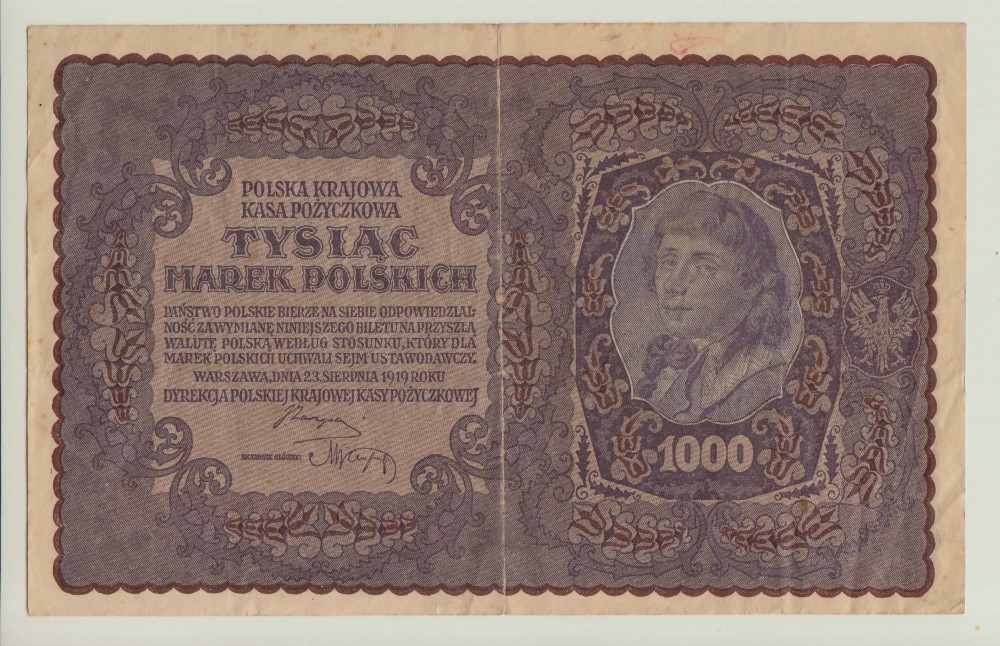 POLSKA KRAJOWA
KASA POŻYCZKOWA
TYSIĄC
MAREK POLSKICH
PAŃSTWO POLSKIE BIERZE NA SIEBIE ODPOWIEDZIAL-
NOŚĆ ZA WYMIANĘ NINIEJSZEGO BILETU NA PRZYSZŁĄ
WALUTĘ POLSKĄ WEDŁUG STOSUNKU, KTÓRY DLA
MAREK POLSKICH UCHWALI SEJM USTAWODAWCZY.
WARSZAWA, DNIA 23. SIERPNIA 1919 ROKU
DYREKCJA POLSKIEJ KRAJOWEJ KASY POŻYCZKOWEJ
SKARBNIK GŁÓWNY:
1000